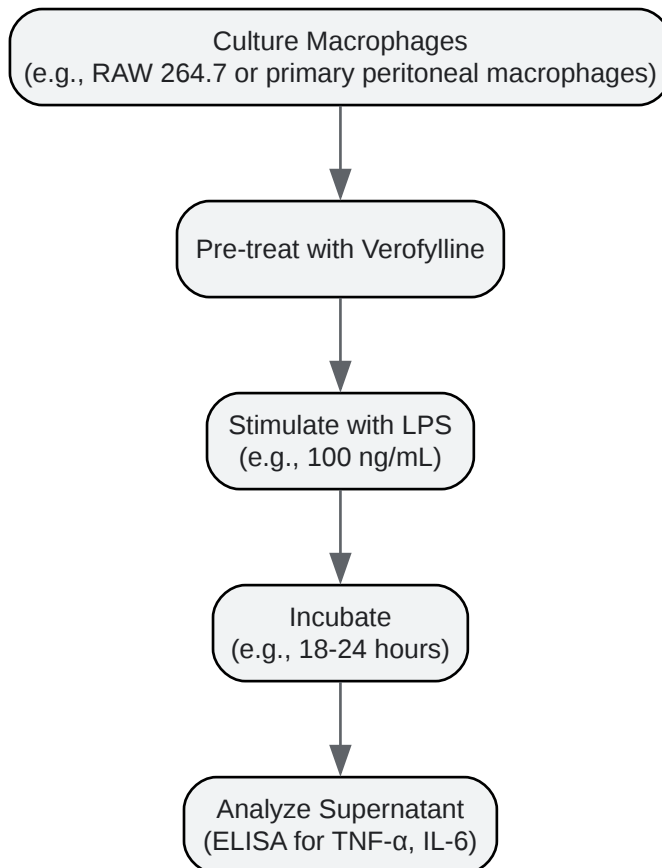 Culture Macrophages
(e.g., RAW 264.7 or primary peritoneal macrophages)
Pre-treat with Verofylline
Stimulate with LPS
(e.g., 100 ng/mL)
Incubate
(e.g., 18-24 hours)
Analyze Supernatant
(ELISA for TNF-α, IL-6)